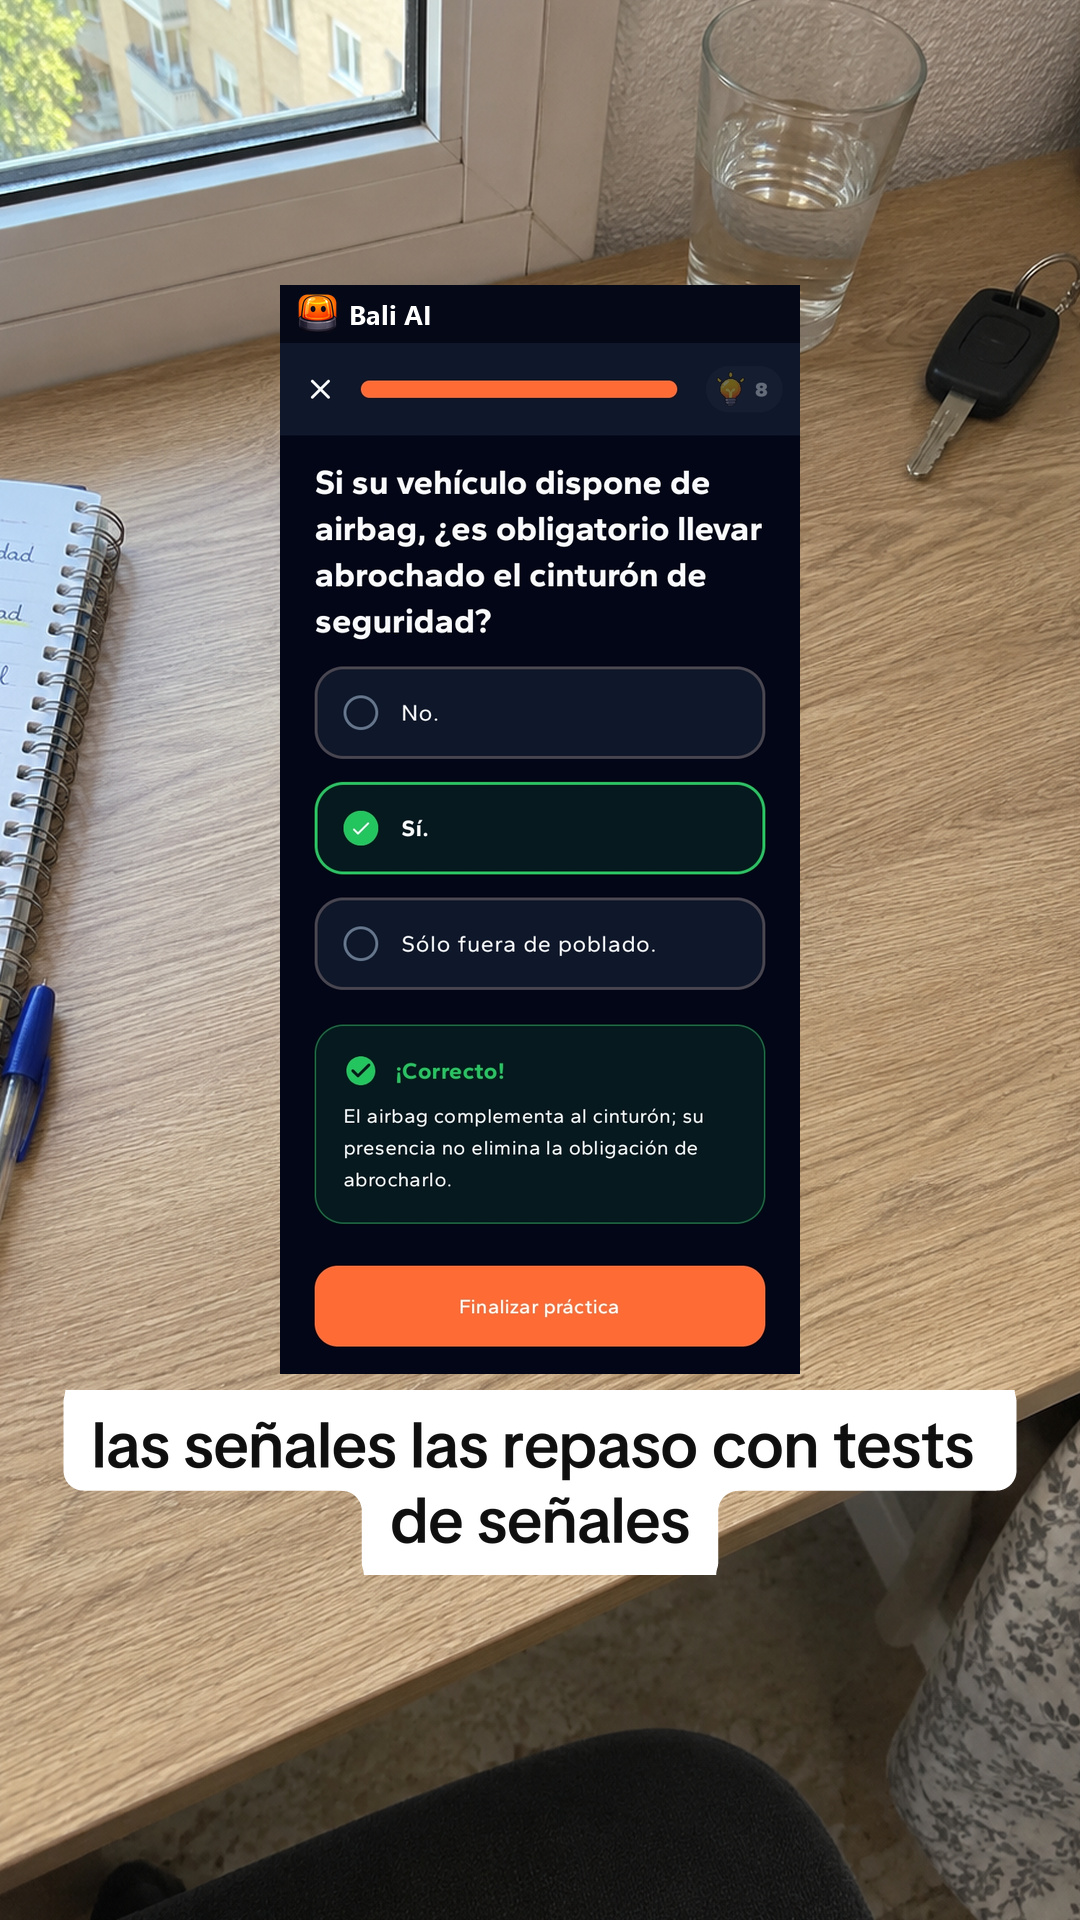 Bali AI
8
Si su vehículo dispone de
airbag, ¿es obligatorio llevar
abrochado el cinturón de
seguridad?
No.
Sí.
Sólo fuera de poblado.
¡Correcto!
El airbag complementa al cinturón; su
presencia no elimina la obligación de
abrocharlo.
Finalizar práctica
las señales las repaso con tests
de señales
dad
ad